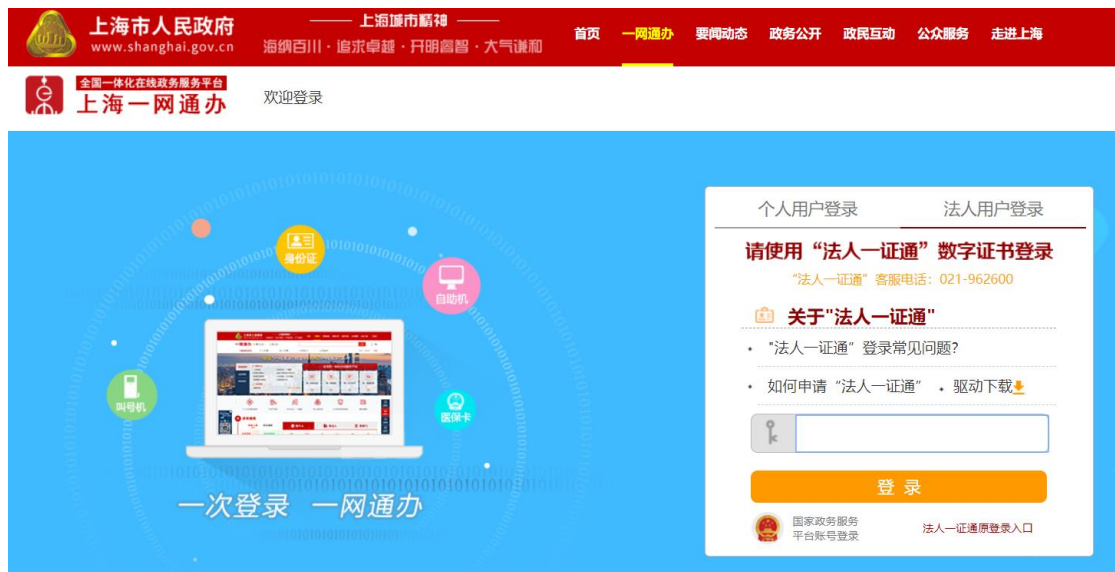 上海市人民政府
www.shanghai.gov.cn
上海城市精神
海纳百川·追求卓越·开明睿智·大气谦和
首页 一网通办 要闻动态 政务公开 政民互动 公众服务 走进上海
全国一体化在线政务服务平台
上海一网通办
欢迎登录
个人用户登录 法人用户登录
请使用“法人一证通”数字证书登录
“法人一证通”客服电话：021-962600
关于"法人一证通"
· "法人一证通”登录常见问题?
· 如何申请“法人一证通” · 驱动下载
登 录
国家政务服务
平台账号登录
法人一证通原登录入口
身份证
自助机
叫号机
医保卡
一次登录 一网通办